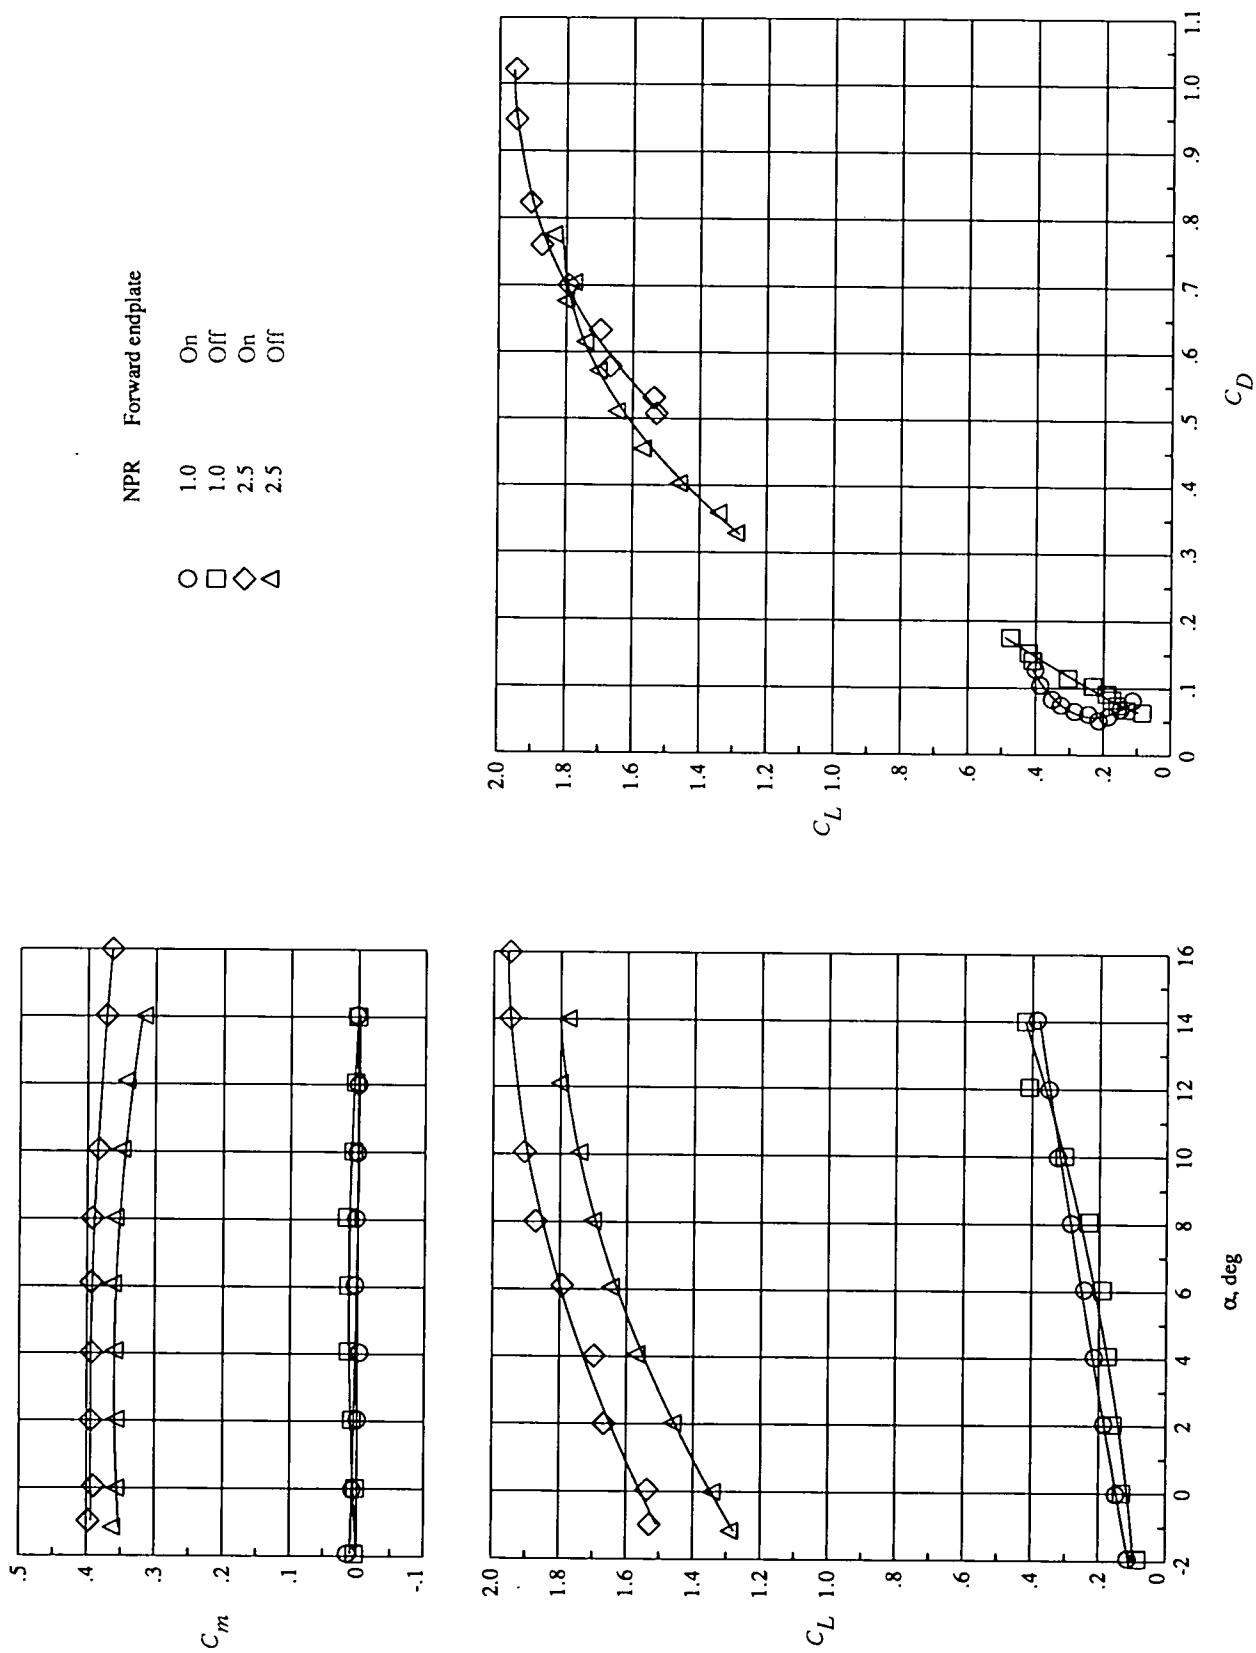 NPR Forward endplate
1.0 On
1.0 Off
2.5 On
2.5 Off
.5
.4
.3
.2
.1
0
-.1
C_m
2.0
1.8
1.6
1.4
1.2
1.0
.8
.6
.4
.2
0
C_L
-2 0 2 4 6 8 10 12 14 16
α, deg
2.0
1.8
1.6
1.4
1.2
1.0
.8
.6
.4
.2
0
C_L
0 .1 .2 .3 .4 .5 .6 .7 .8 .9 1.0 1.1
C_D